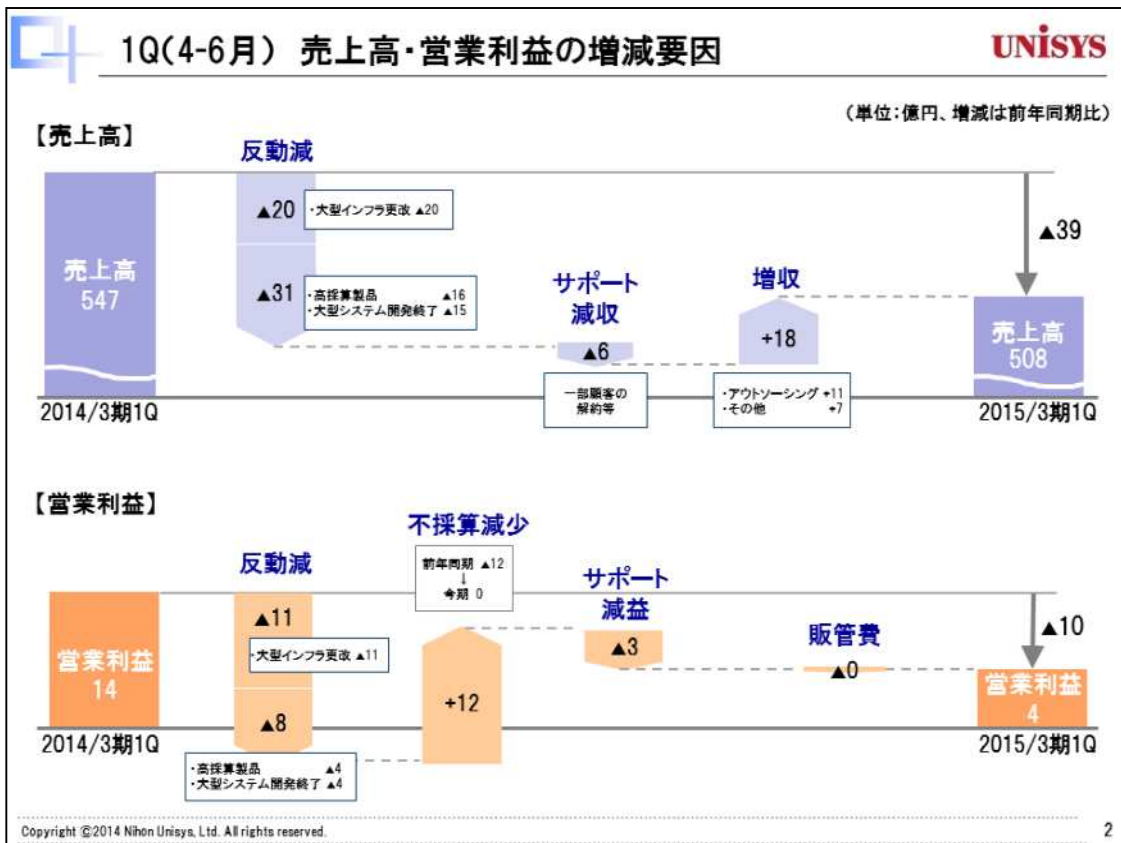 1Q(4-6月) 売上高・営業利益の増減要因
UNiSYS
(単位:億円、増減は前年同期比)
【売上高】
反動減
▲20
・大型インフラ更改 ▲20
▲39
売上高
547
▲31
・高採算製品 ▲16
・大型システム開発終了 ▲15
サポート
減収
増収
▲6
+18
売上高
508
一部顧客の
解約等
・アウトソーシング +11
・その他 +7
2014/3期1Q
2015/3期1Q
【営業利益】
反動減
不採算減少
前年同期 ▲12
↓
今期 0
サポート
減益
販管費
▲11
・大型インフラ更改 ▲11
▲3
▲0
▲10
営業利益
14
▲8
+12
営業利益
4
2014/3期1Q
2015/3期1Q
・高採算製品 ▲4
・大型システム開発終了 ▲4
Copyright ©2014 Nihon Unisys, Ltd. All rights reserved.
2